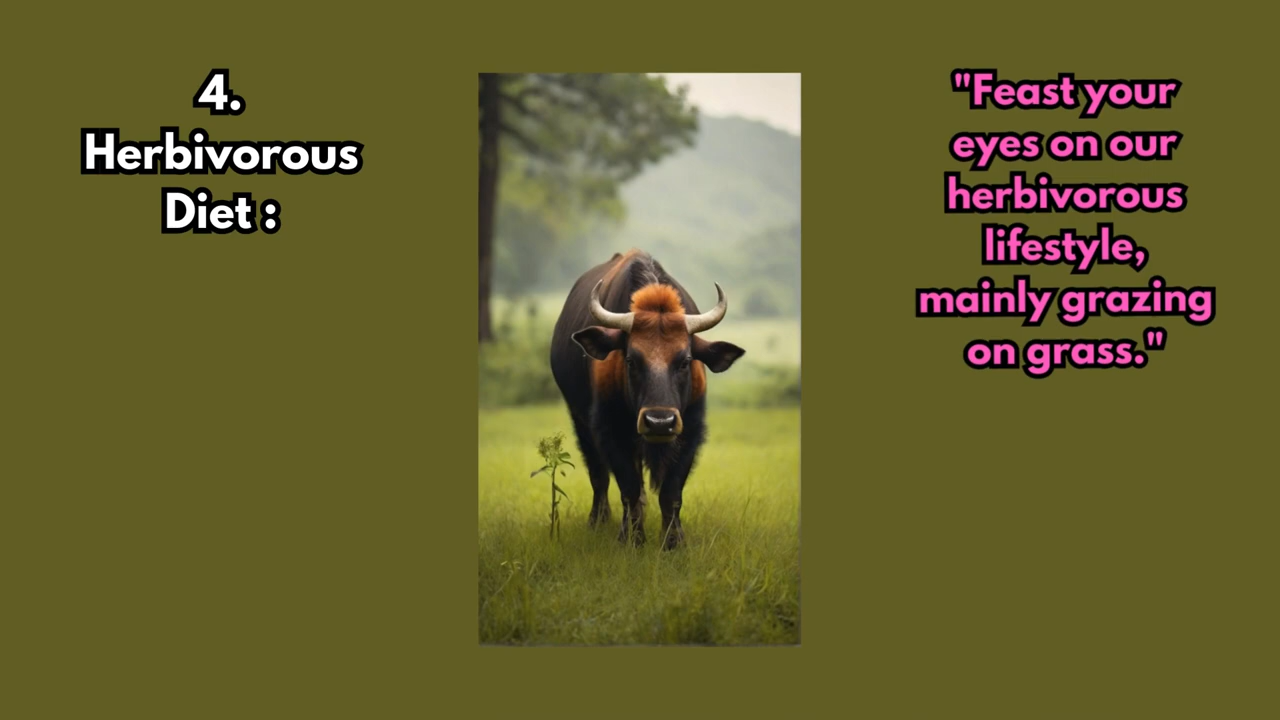 4.
Herbivorous
Diet :
"Feast your
eyes on our
herbivorous
lifestyle,
mainly grazing
on grass."